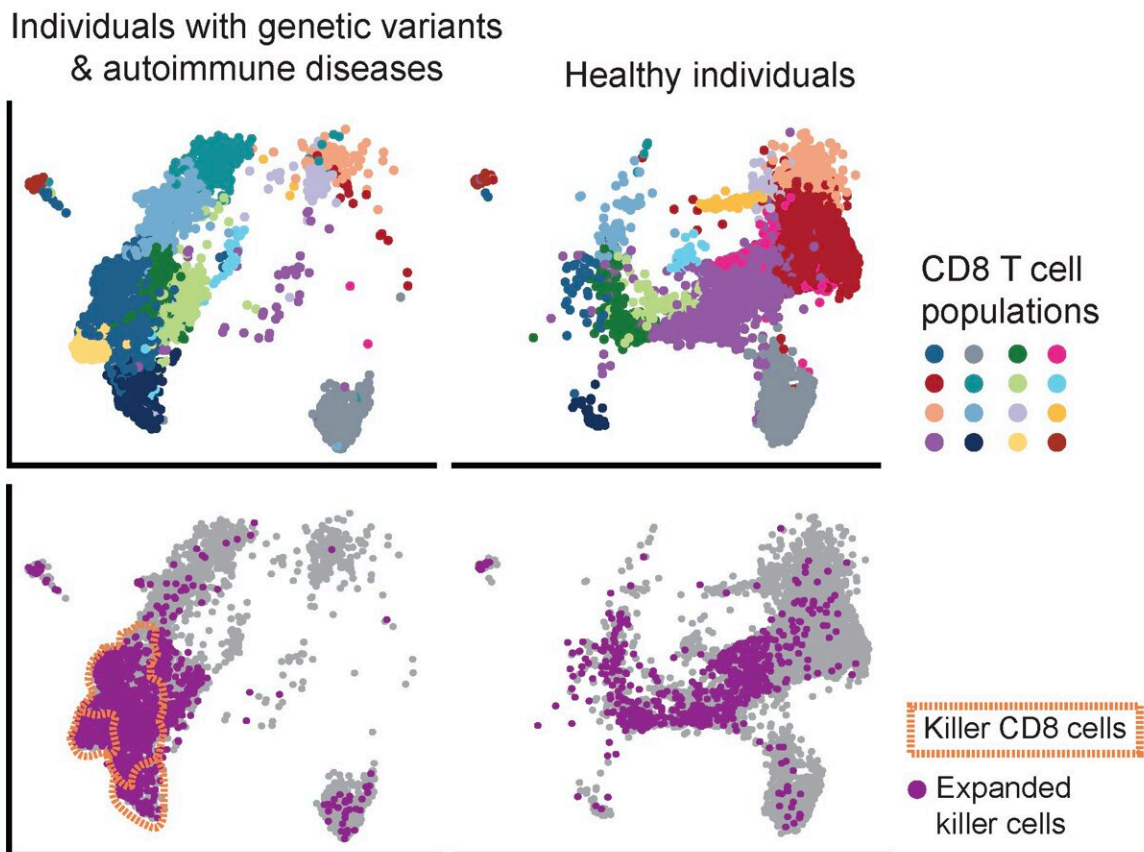 Individuals with genetic variants
& autoimmune diseases
Healthy individuals
CD8 T cell
populations
Killer CD8 cells
Expanded
killer cells